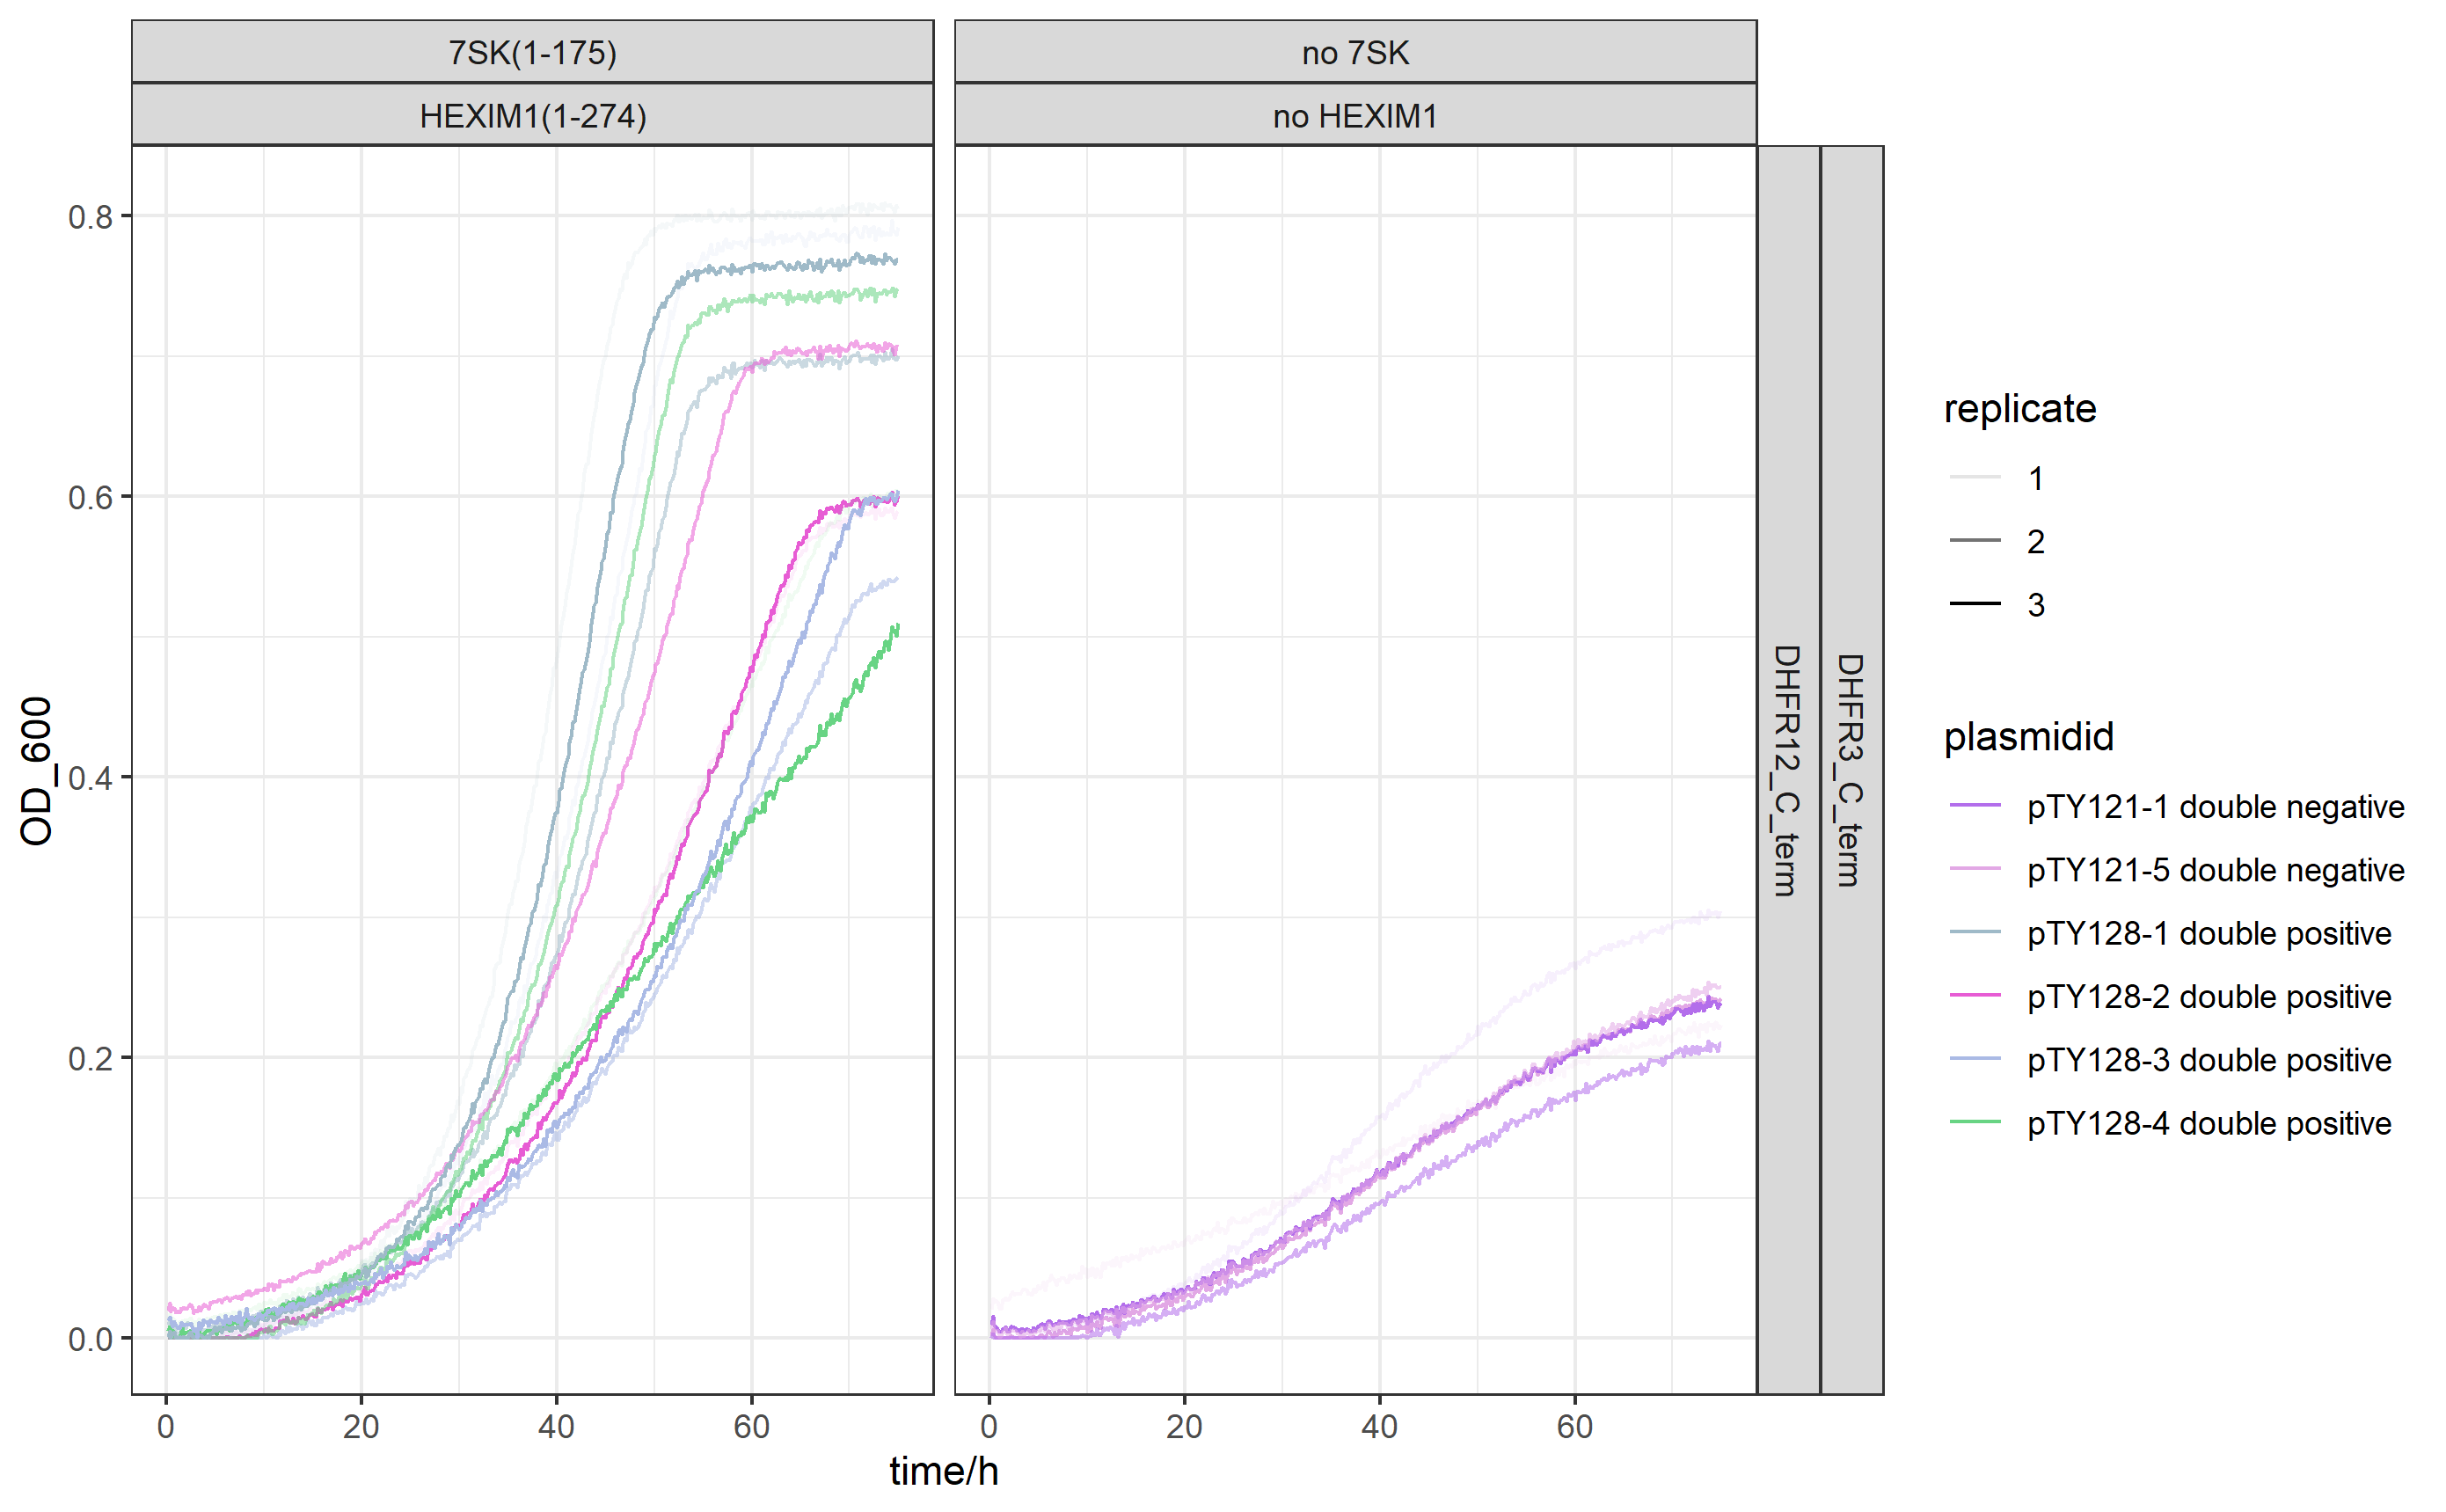 7SK(1-175)
no 7SK
HEXIM1(1-274)
no HEXIM1
0.8
0.6
0.4
0.2
0.0
OD_600
0
20
40
60
0
20
40
60
time/h
DHFR12_C_term
DHFR3_C_term
replicate
1
2
3
plasmidid
pTY121-1 double negative
pTY121-5 double negative
pTY128-1 double positive
pTY128-2 double positive
pTY128-3 double positive
pTY128-4 double positive